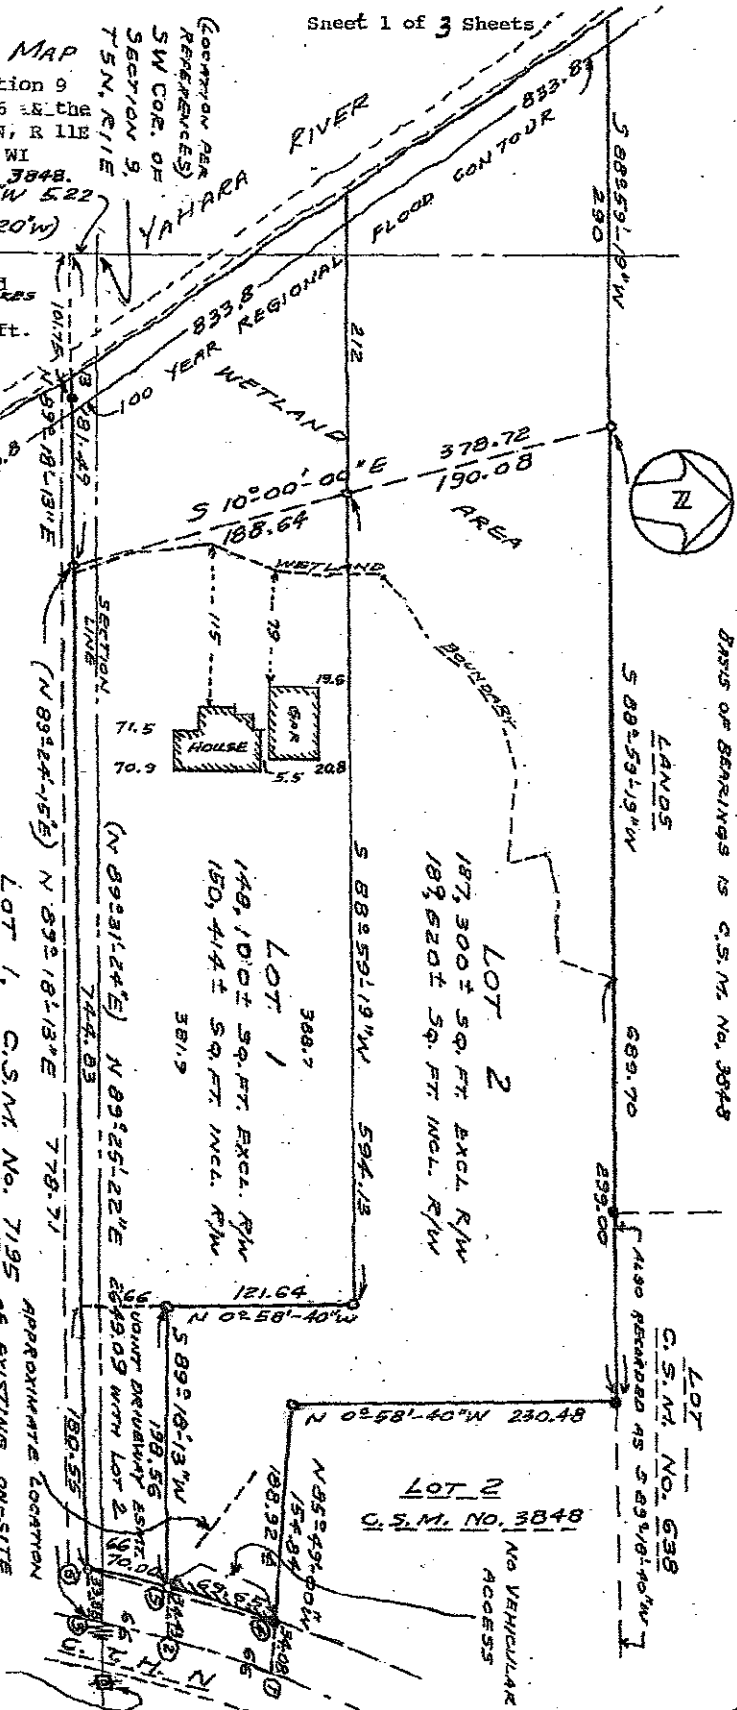 Sheet 1 of 3 Sheets
MAP
tion 9
& the
R 11E
WI
3848.
"W 5.22
20"W)
ft.
(LOCATION PER
REFERENCES)
SW COR. OF
SECTION 9,
T5N, R11E
YAHARA RIVER
833.8
100 YEAR REGIONAL FLOOD CONTOUR
833.8
S 88°-59'-19"W
290
212
101.75
N 89°-18'-13"E
WETLAND AREA
S 10°-00'-00"E
378.72
188.64
190.08
WETLAND BOUNDARY
SECTION LINE
115
79
19.6
GAR
HOUSE
71.5
70.9
5.5
20.8
BASIS OF BEARINGS IS C.S.M. No. 3848
LANDS
S 88°-59'-19"W
689.70
299.00
LOT 2
187,300± SQ.FT. EXCL R/W
189,620± SQ.FT. INCL. R/W
S 88°-59'-19"W 594.13
LOT 1
148,100± SQ.FT. EXCL. R/W
150,414± SQ.FT. INCL. R/W
388.7
381.9
(N 89°-31'-24"E) N 89°-25'-22"E 2649.09
744.83
(N 89°-24'-15"E) N 89°-18'-13"E 778.71
LOT 1, C.S.M. No. 7195
121.64
N 0°-58'-40"W
66
S 89°-18'-13"W
198.56
JOINT DRIVEWAY ESMT.
WITH LOT 2
180.55
APPROXIMATE LOCATION
OF EXISTING ON-SITE
N 0°-58'-40"W 230.48
N 85°-49'-00"W
154.84
188.92
LOT 2
C.S.M. NO. 3848
NO VEHICULAR
ACCESS
LOT
C.S.M. No. 638
ALSO RECORDED AS S 89°-18'-40"W
66
70.00
34.08
66
66